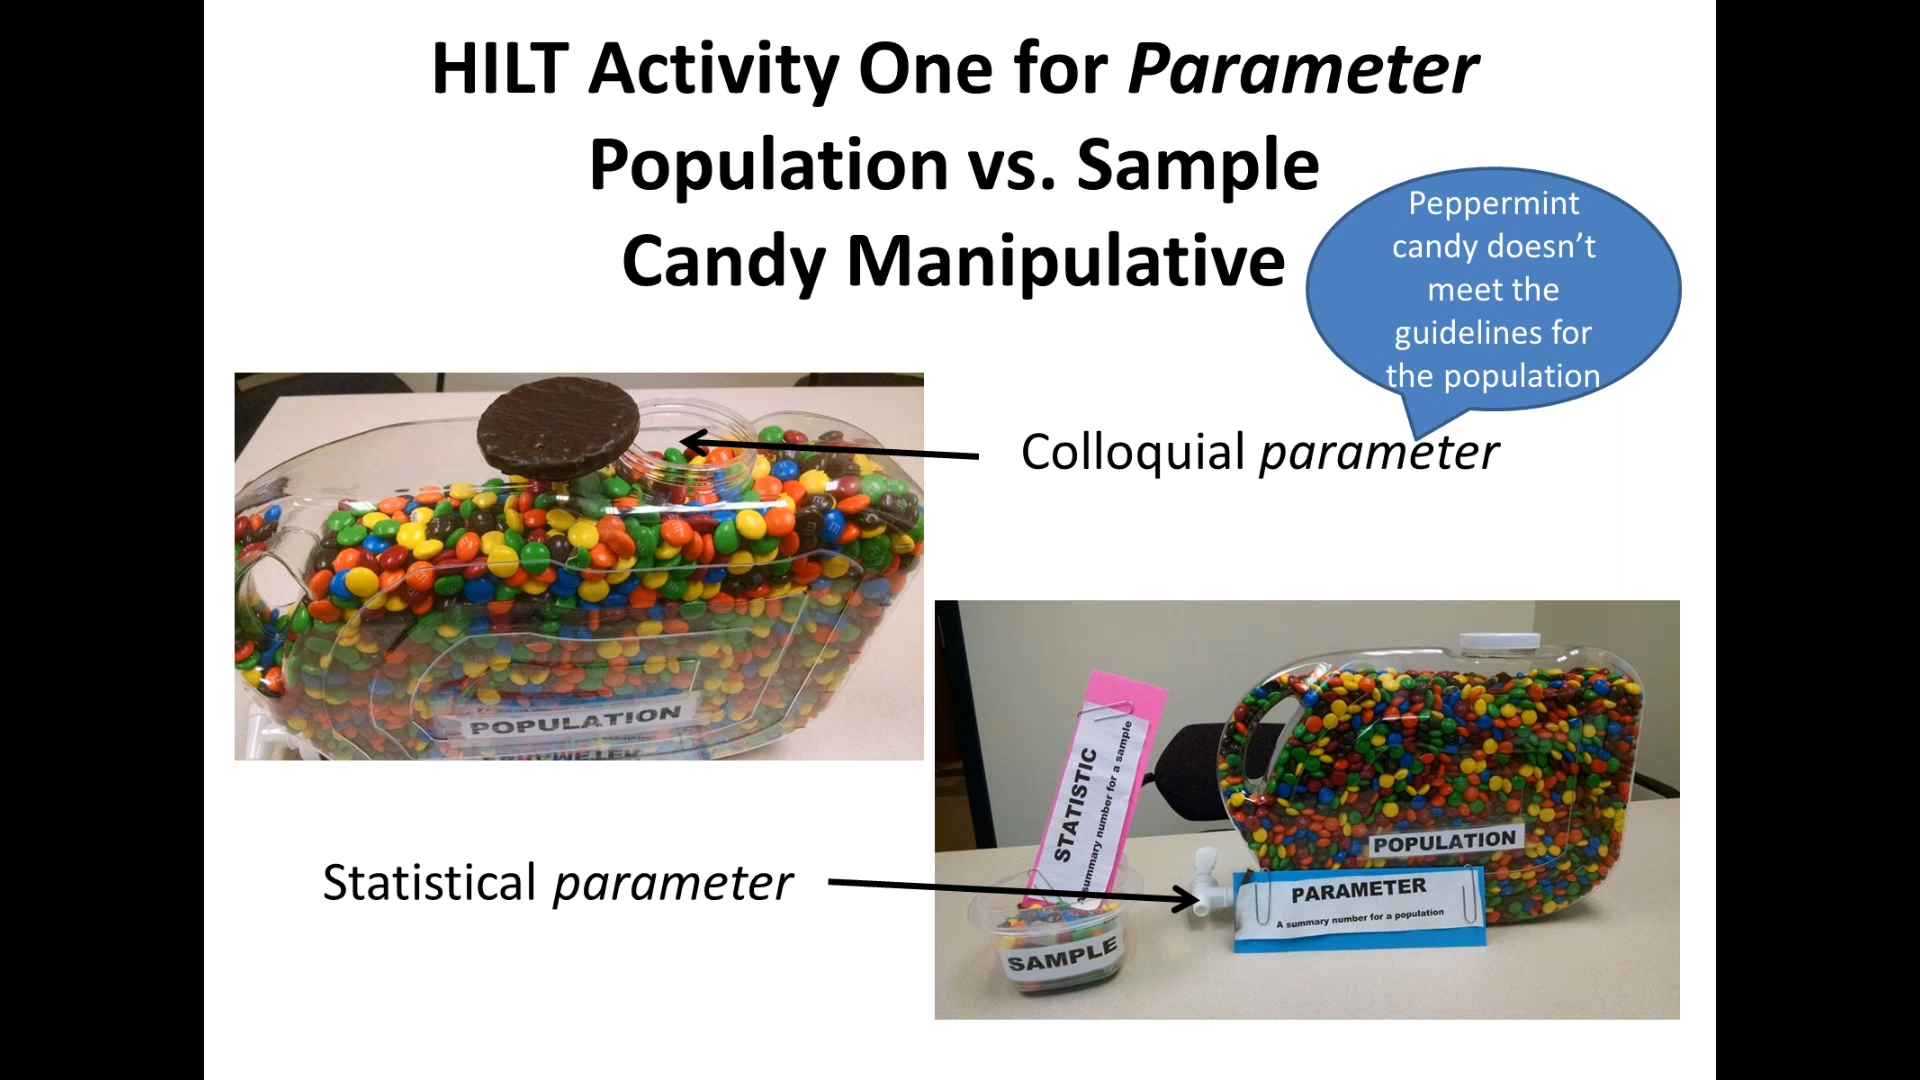 HILT Activity One for Parameter
Population vs. Sample
Candy Manipulative
Peppermint
candy doesn't
meet the
guidelines for
the population
Colloquial parameter
POPULATION
Statistical parameter
STATISTIC
A summary number for a sample
SAMPLE
POPULATION
PARAMETER
A summary number for a population